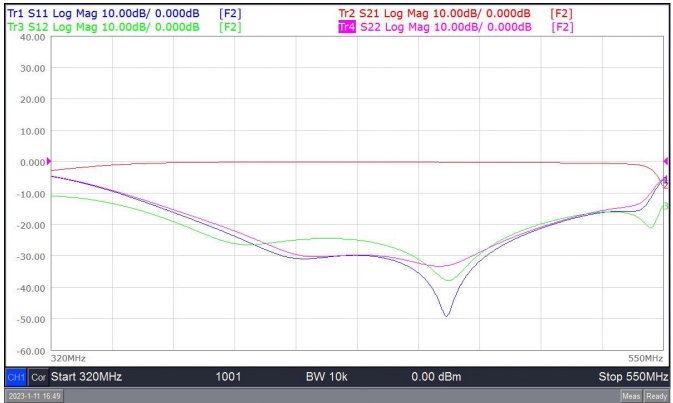 Tr1 S11 Log Mag 10.00dB/ 0.000dB [F2] Tr2 S21 Log Mag 10.00dB/ 0.000dB [F2]
Tr3 S12 Log Mag 10.00dB/ 0.000dB [F2] Tr4 S22 Log Mag 10.00dB/ 0.000dB [F2]
40.00
30.00
20.00
10.00
0.000
-10.00
-20.00
-30.00
-40.00
-50.00
-60.00
2
3
320MHz 550MHz
CH1 Cor Start 320MHz 1001 BW 10k 0.00 dBm Stop 550MHz
2023-1-11 16:49 Meas Ready